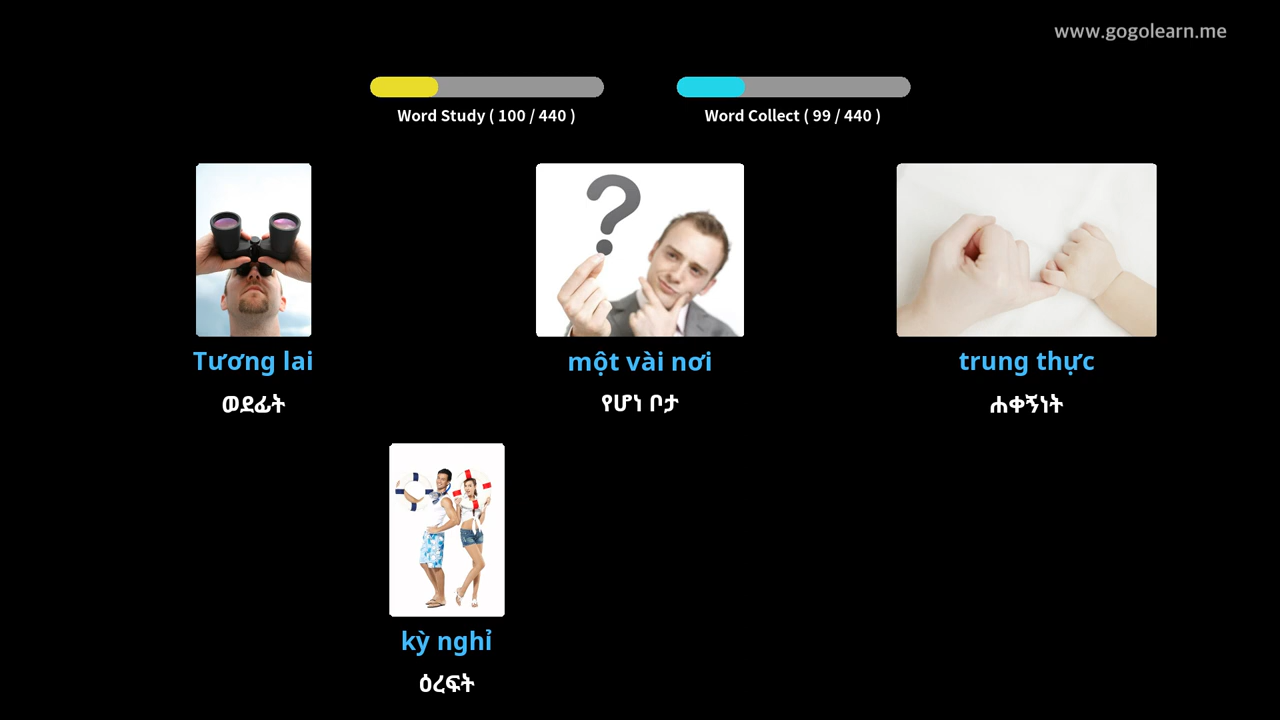 www.gogolearn.me
Word Study ( 100 / 440 )
Word Collect ( 99 / 440 )
Tương lai
ወደፊት
một vài nơi
የሆነ ቦታ
trung thực
ሐቀኝነት
kỳ nghỉ
ዕረፍት